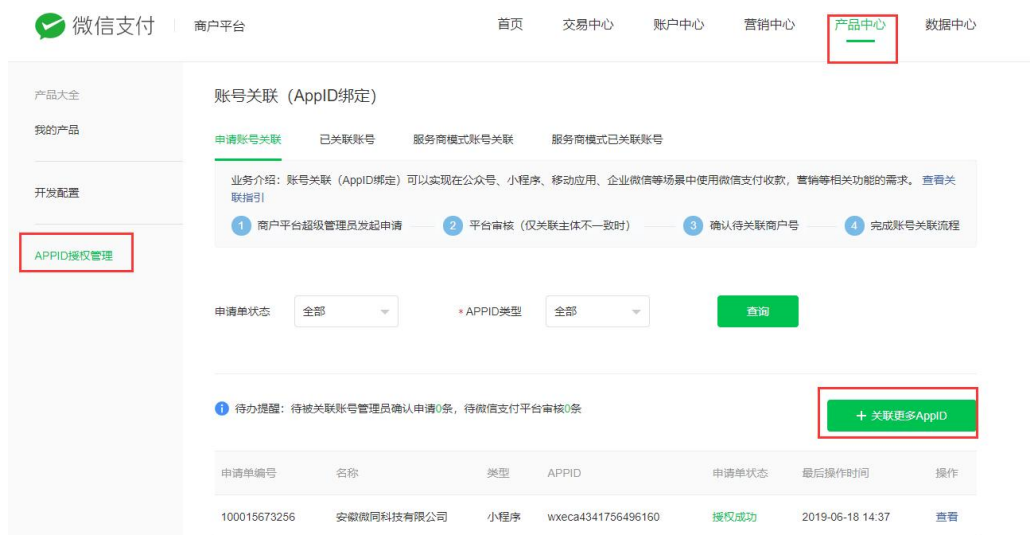 微信支付 商户平台 首页 交易中心 账户中心 营销中心 产品中心 数据中心
产品大全
我的产品
开发配置
APPID授权管理
账号关联（AppID绑定）
申请账号关联 已关联账号 服务商模式账号关联 服务商模式已关联账号
业务介绍：账号关联（AppID绑定）可以实现在公众号、小程序、移动应用、企业微信等场景中使用微信支付收款，营销等相关功能的需求。 查看关
联指引
1 商户平台超级管理员发起申请 2 平台审核（仅关联主体不一致时） 3 确认待关联商户号 4 完成账号关联流程
申请单状态 全部 * APPID类型 全部 查询
待办提醒：待被关联账号管理员确认申请0条，待微信支付平台审核0条
+ 关联更多AppID
申请单编号 名称 类型 APPID 申请单状态 最后操作时间 操作
100015673256 安徽微同科技有限公司 小程序 wxeca4341756496160 授权成功 2019-06-18 14:37 查看